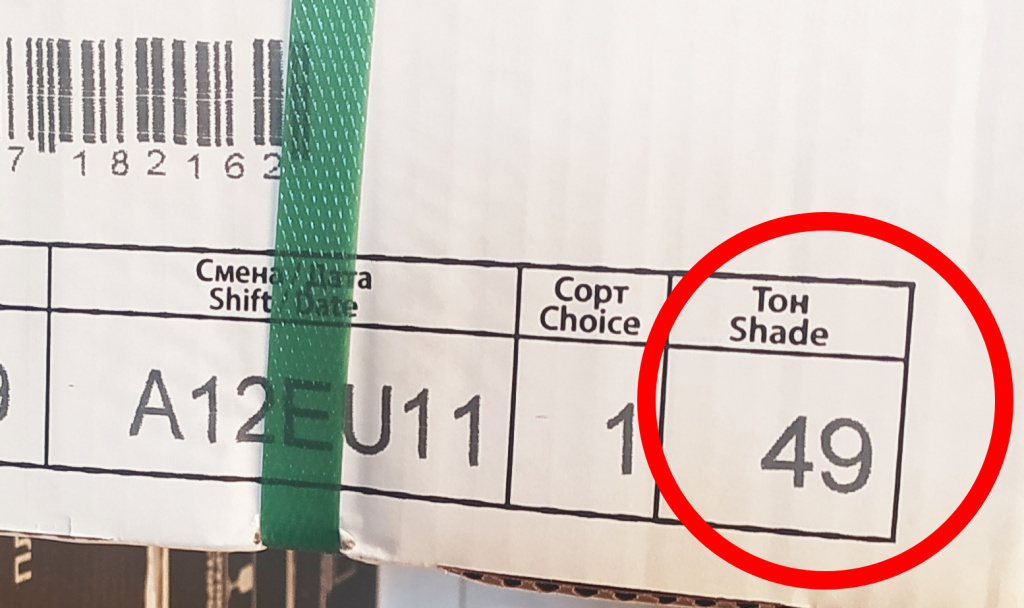 7 182162
Смена / Дата
Shift / Date
Сорт
Choice
Тон
Shade
A12EU11
1
49